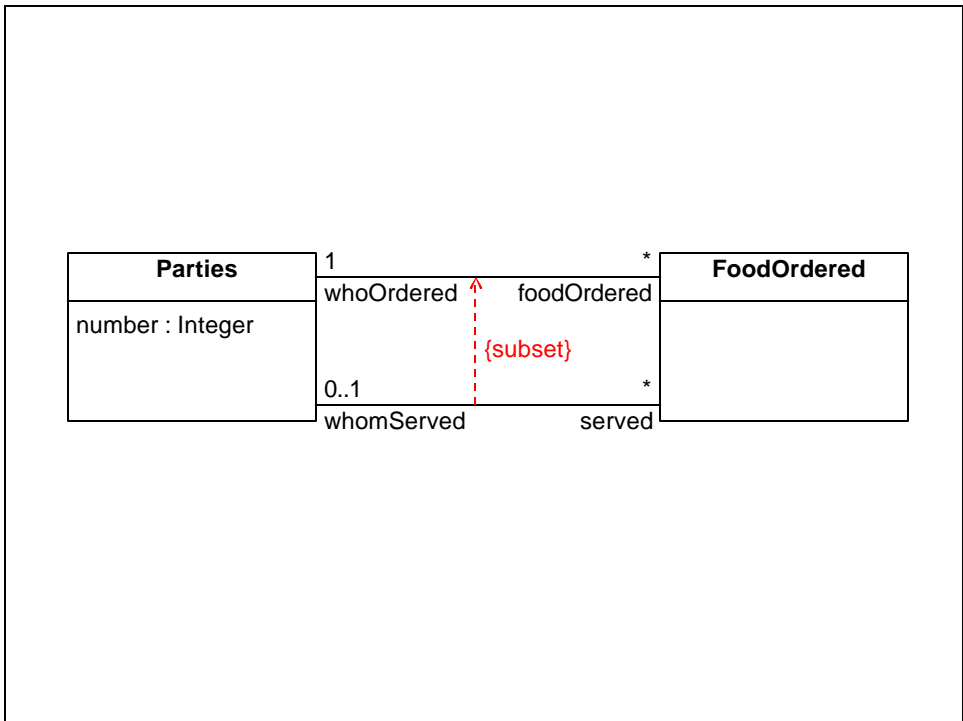 Parties
1
*
FoodOrdered
whoOrdered
foodOrdered
number : Integer
{subset}
0..1
*
whomServed
served